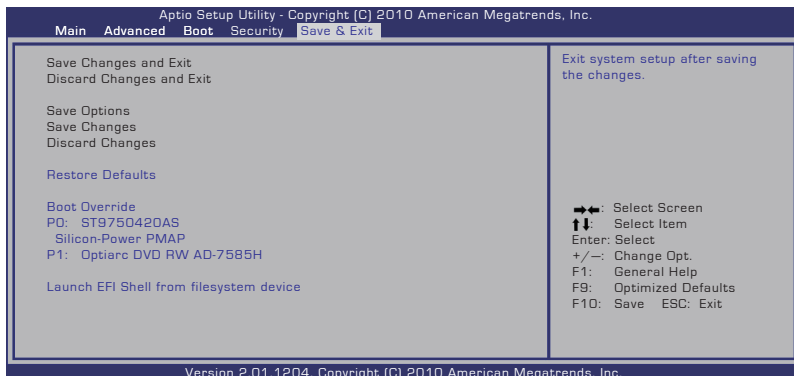 Aptio Setup Utility - Copyright (C) 2010 American Megatrends, Inc.
Main Advanced Boot Security Save & Exit
Save Changes and Exit
Discard Changes and Exit
Save Options
Save Changes
Discard Changes
Restore Defaults
Boot Override
P0: ST9750420AS
Silicon-Power PMAP
P1: Optiarc DVD RW AD-7585H
Launch EFI Shell from filesystem device
Exit system setup after saving
the changes.
→←: Select Screen
↑↓: Select Item
Enter: Select
+/—: Change Opt.
F1: General Help
F9: Optimized Defaults
F10: Save ESC: Exit
Version 2.01.1204. Copyright (C) 2010 American Megatrends, Inc.